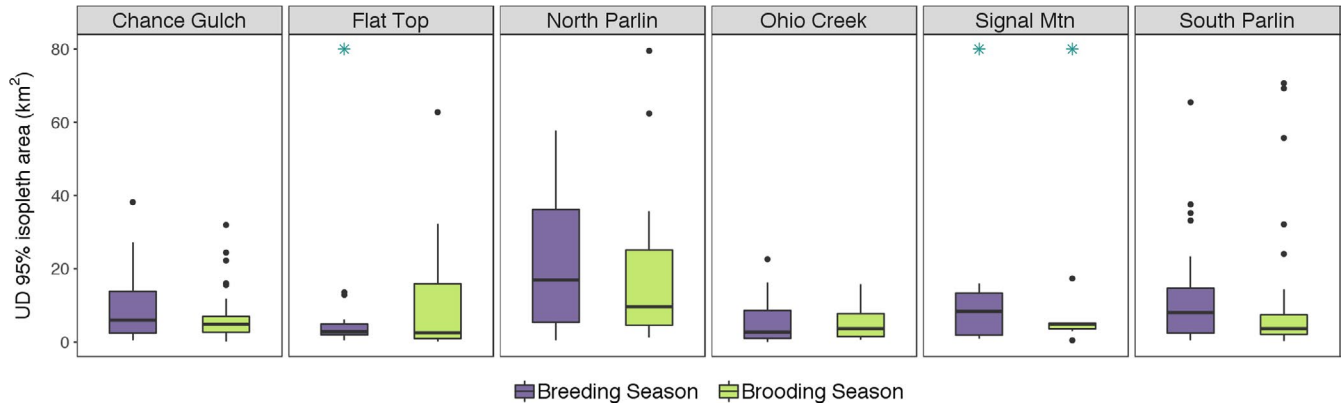 Chance Gulch Flat Top North Parlin Ohio Creek Signal Mtn South Parlin
UD 95% isopleth area (km²)
80
60
40
20
0
Breeding Season Brooding Season